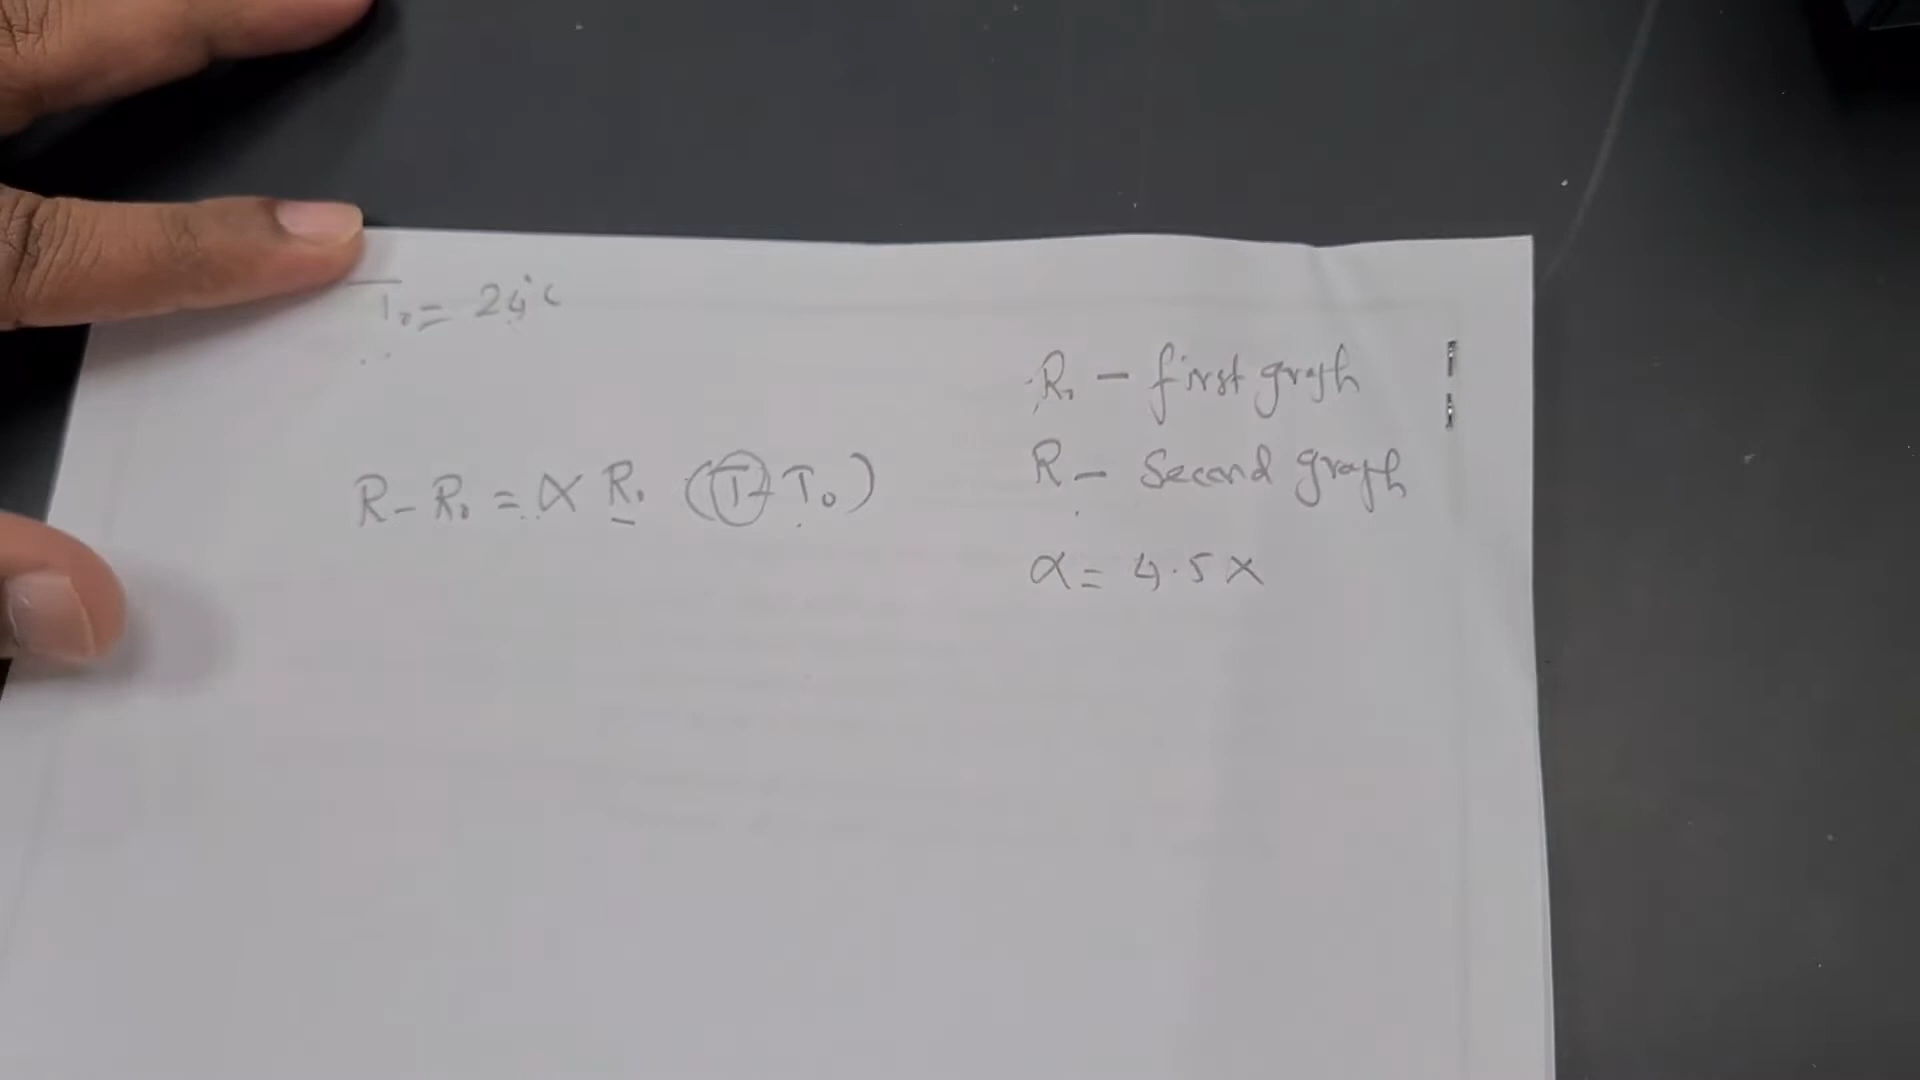 T₀ = 24°C
R₀ - first graph
R - Second graph
R - R₀ = α R₀ (T - T₀)
α = 4.5 ×